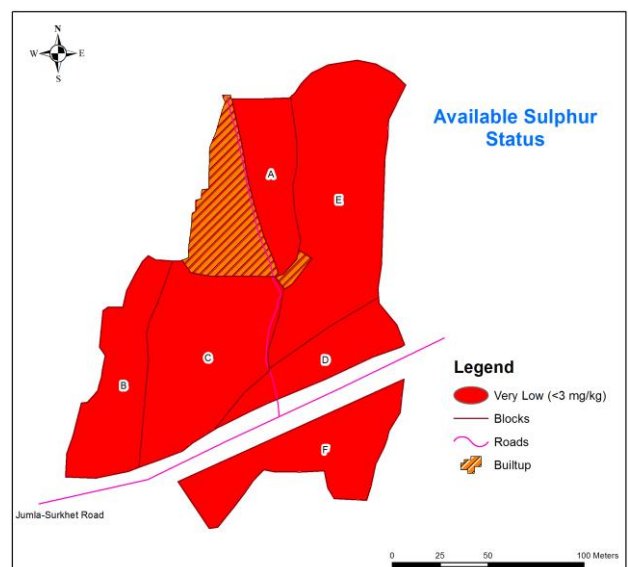 N
W E
S
Available Sulphur
Status
A
E
C
D
B
F
Legend
Very Low (<3 mg/kg)
Blocks
Roads
Builtup
Jumla-Surkhet Road
0 25 50 100 Meters